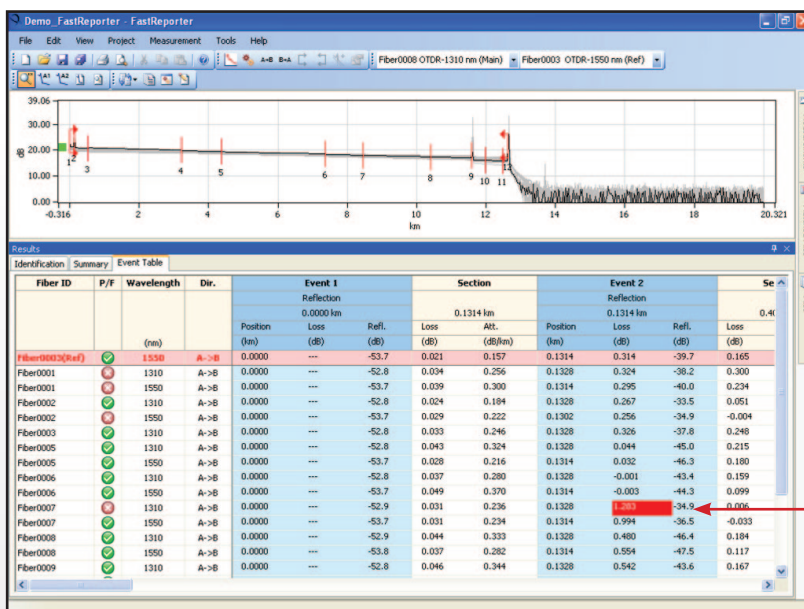 Demo_FastReporter - FastReporter
File Edit View Project Measurement Tools Help
A+B B+A Fiber0008 OTDR-1310 nm (Main) Fiber0003 OTDR-1550 nm (Ref)
39.06
30.00
20.00
10.00
0.00
dB
1 2 3 4 5 6 7 8 9 10 11 12
-0.316 2 4 6 8 10 12 14 16 18 20.321
km
Results
Identification Summary Event Table
Fiber ID P/F Wavelength Dir. Event 1 Section Event 2 Se
Reflection Reflection
0.0000 km 0.1314 km 0.1314 km 0.40
Position Loss Refl. Loss Att. Position Loss Refl. Loss
(nm) (km) (dB) (dB) (dB) (dB/km) (km) (dB) (dB) (dB)
Fiber0003(Ref) 1550 A->B 0.0000 --- -53.7 0.021 0.157 0.1314 0.314 -39.7 0.165
Fiber0001 1310 A->B 0.0000 --- -52.8 0.034 0.256 0.1328 0.324 -38.2 0.300
Fiber0001 1550 A->B 0.0000 --- -53.7 0.039 0.300 0.1314 0.295 -40.0 0.234
Fiber0002 1310 A->B 0.0000 --- -52.8 0.024 0.184 0.1328 0.267 -33.5 0.051
Fiber0002 1550 A->B 0.0000 --- -53.7 0.029 0.222 0.1302 0.256 -34.9 -0.004
Fiber0003 1310 A->B 0.0000 --- -52.8 0.033 0.246 0.1328 0.326 -37.8 0.248
Fiber0005 1310 A->B 0.0000 --- -52.8 0.043 0.324 0.1328 0.044 -45.0 0.215
Fiber0005 1550 A->B 0.0000 --- -53.7 0.028 0.216 0.1314 0.032 -46.3 0.180
Fiber0006 1310 A->B 0.0000 --- -52.8 0.037 0.280 0.1328 -0.001 -43.4 0.159
Fiber0006 1550 A->B 0.0000 --- -53.7 0.049 0.370 0.1314 -0.003 -44.3 0.099
Fiber0007 1310 A->B 0.0000 --- -52.9 0.031 0.236 0.1328 1.283 -34.9 0.006
Fiber0007 1550 A->B 0.0000 --- -53.7 0.031 0.234 0.1314 0.994 -36.5 -0.033
Fiber0008 1310 A->B 0.0000 --- -52.9 0.044 0.333 0.1328 0.480 -46.4 0.184
Fiber0008 1550 A->B 0.0000 --- -53.8 0.037 0.282 0.1314 0.554 -47.5 0.117
Fiber0009 1310 A->B 0.0000 --- -52.8 0.046 0.344 0.1328 0.542 -43.6 0.167